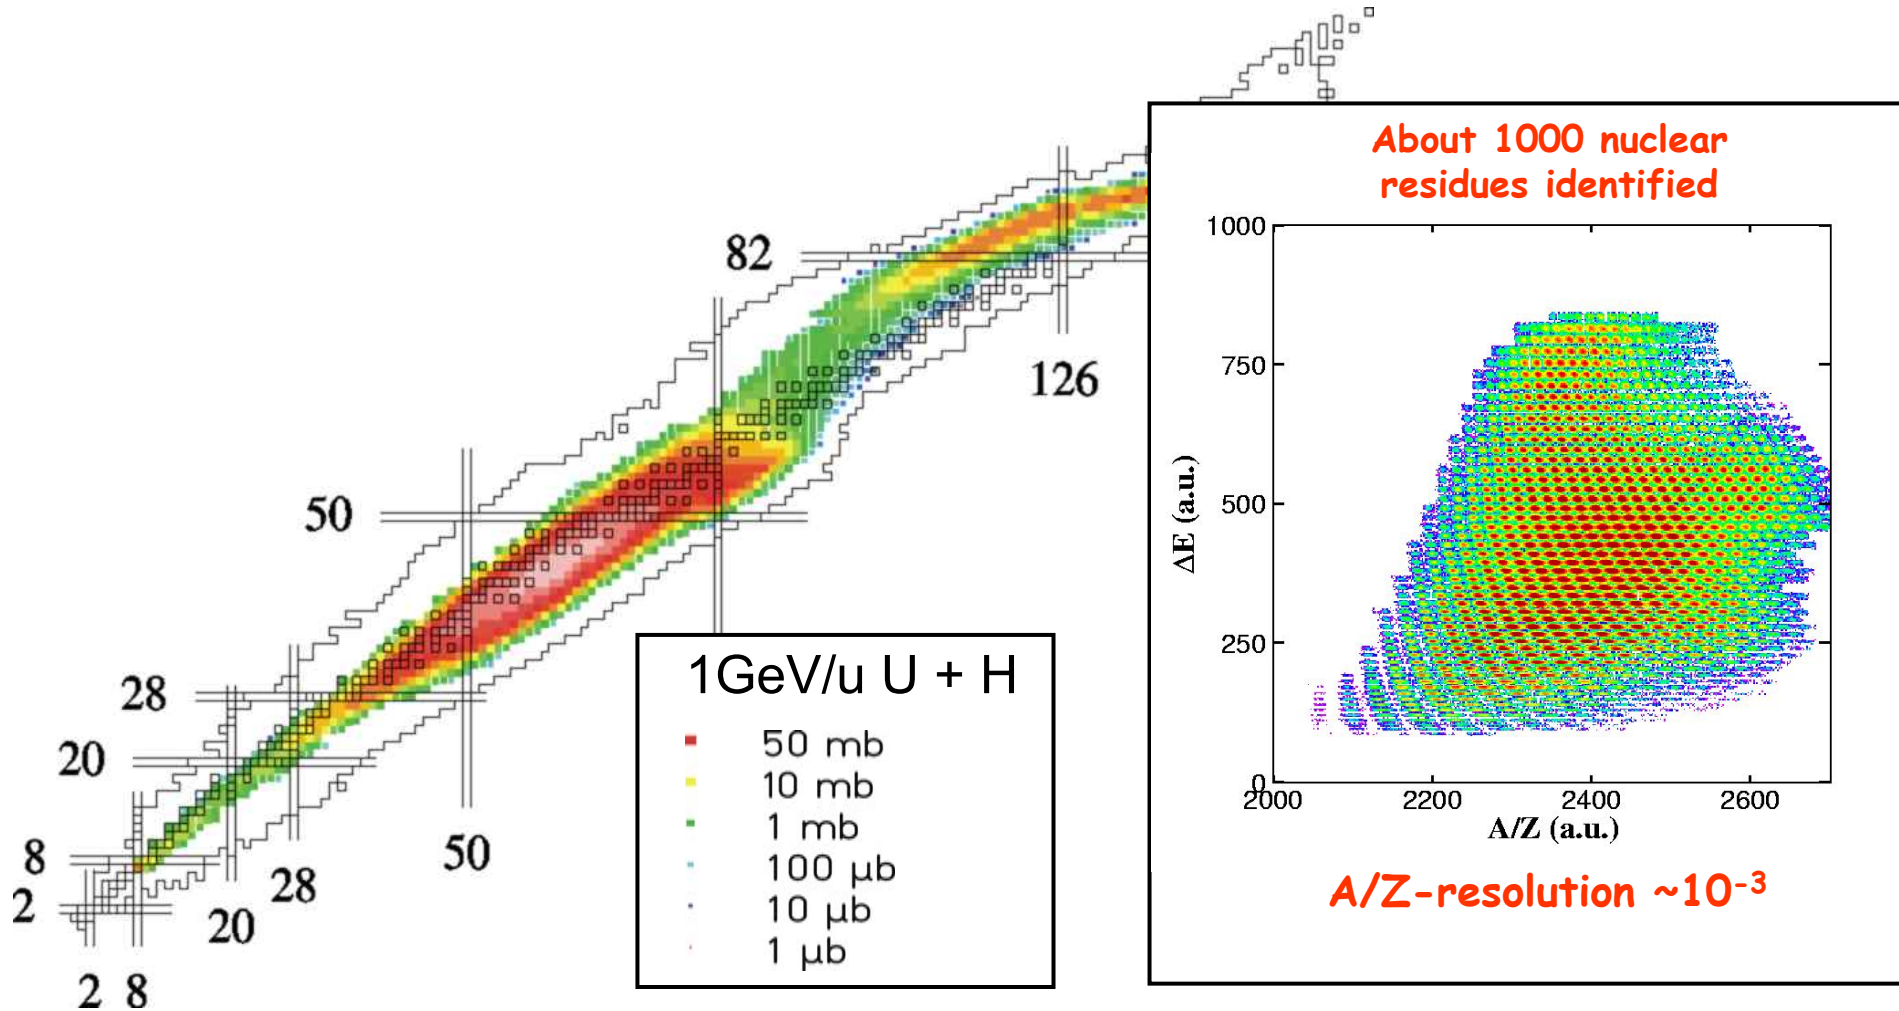 About 1000 nuclear
residues identified
1000
750
500
250
0
2000 2200 2400 2600
ΔE (a.u.)
A/Z (a.u.)
A/Z-resolution ~10⁻³
82
126
50
28
20
8
2
50
28
20
2 8
1GeV/u U + H
50 mb
10 mb
1 mb
100 μb
10 μb
1 μb